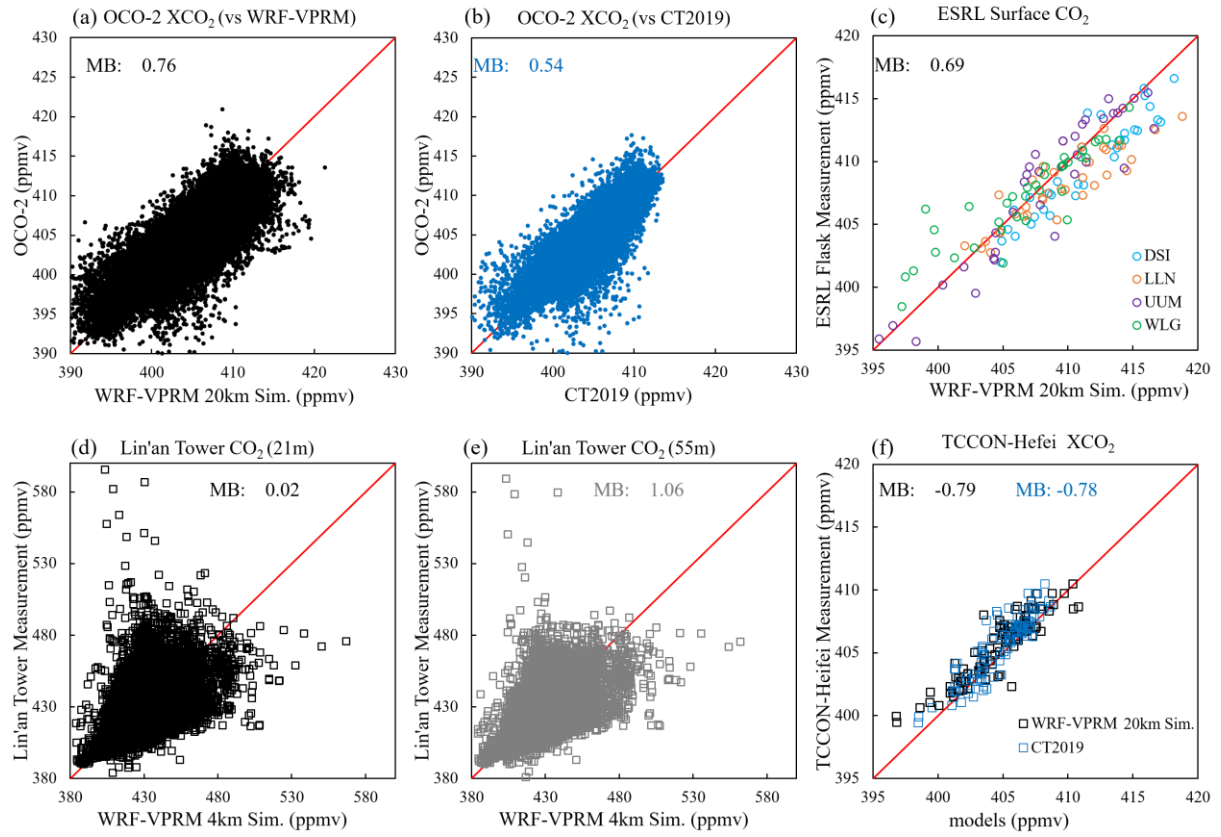 (a) OCO-2 XCO₂ (vs WRF-VPRM)
MB: 0.76
OCO-2 (ppmv)
430
425
420
415
410
405
400
395
390
390 400 410 420 430
WRF-VPRM 20km Sim. (ppmv)
(b) OCO-2 XCO₂ (vs CT2019)
MB: 0.54
OCO-2 (ppmv)
430
425
420
415
410
405
400
395
390
390 400 410 420 430
CT2019 (ppmv)
(c) ESRL Surface CO₂
MB: 0.69
ESRL Flask Measurement (ppmv)
420
415
410
405
400
395
DSI
LLN
UUM
WLG
395 400 405 410 415 420
WRF-VPRM 20km Sim. (ppmv)
(d) Lin'an Tower CO₂ (21m)
MB: 0.02
Lin'an Tower Measurement (ppmv)
580
530
480
430
380
380 430 480 530 580
WRF-VPRM 4km Sim. (ppmv)
(e) Lin'an Tower CO₂ (55m)
MB: 1.06
Lin'an Tower Measurement (ppmv)
580
530
480
430
380
380 430 480 530 580
WRF-VPRM 4km Sim. (ppmv)
(f) TCCON-Hefei XCO₂
MB: -0.79 MB: -0.78
TCCON-Heifei Measurement (ppmv)
420
415
410
405
400
395
WRF-VPRM 20km Sim.
CT2019
395 400 405 410 415 420
models (ppmv)